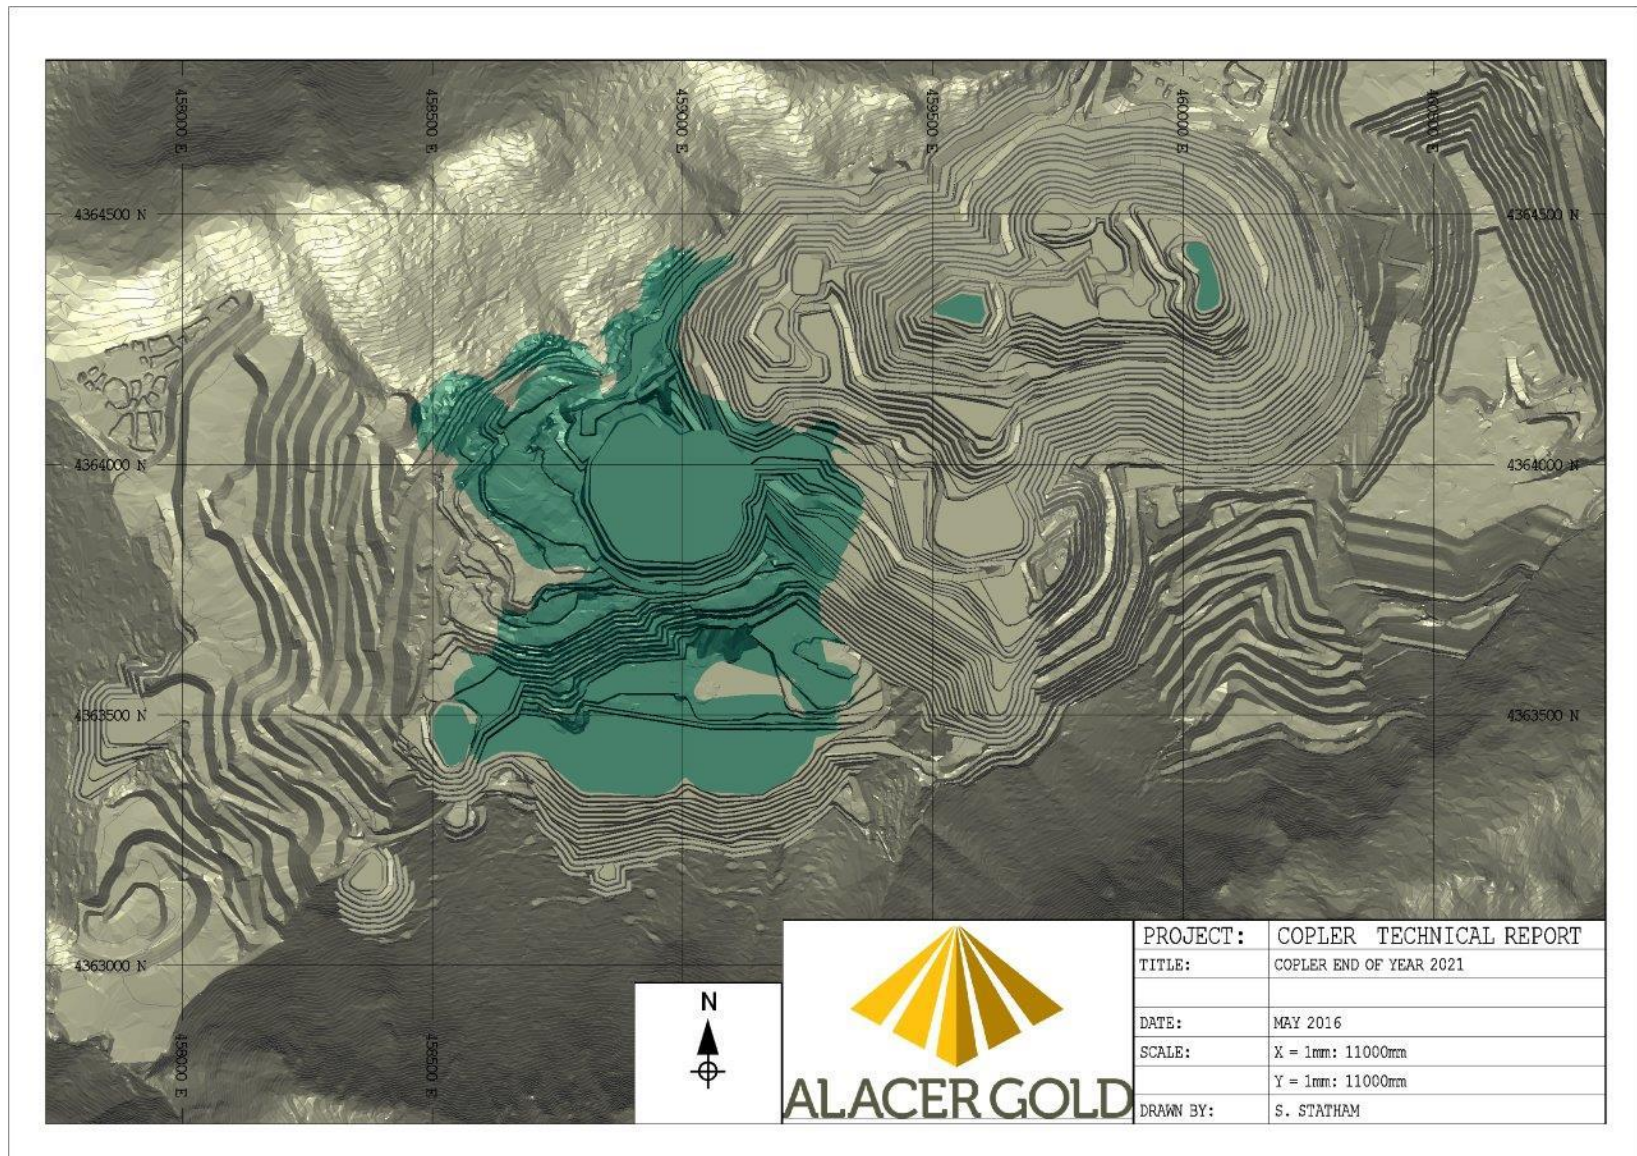 458000 E
458500 E
459000 E
459500 E
460000 E
460500 E
4364500 N
4364500 N
4364000 N
4364000 N
4363500 N
4363500 N
4363000 N
458000 E
458500 E
N
ALACER GOLD
PROJECT: COPLER TECHNICAL REPORT
TITLE: COPLER END OF YEAR 2021
DATE: MAY 2016
SCALE: X = 1mm: 11000mm
Y = 1mm: 11000mm
DRAWN BY: S. STATHAM